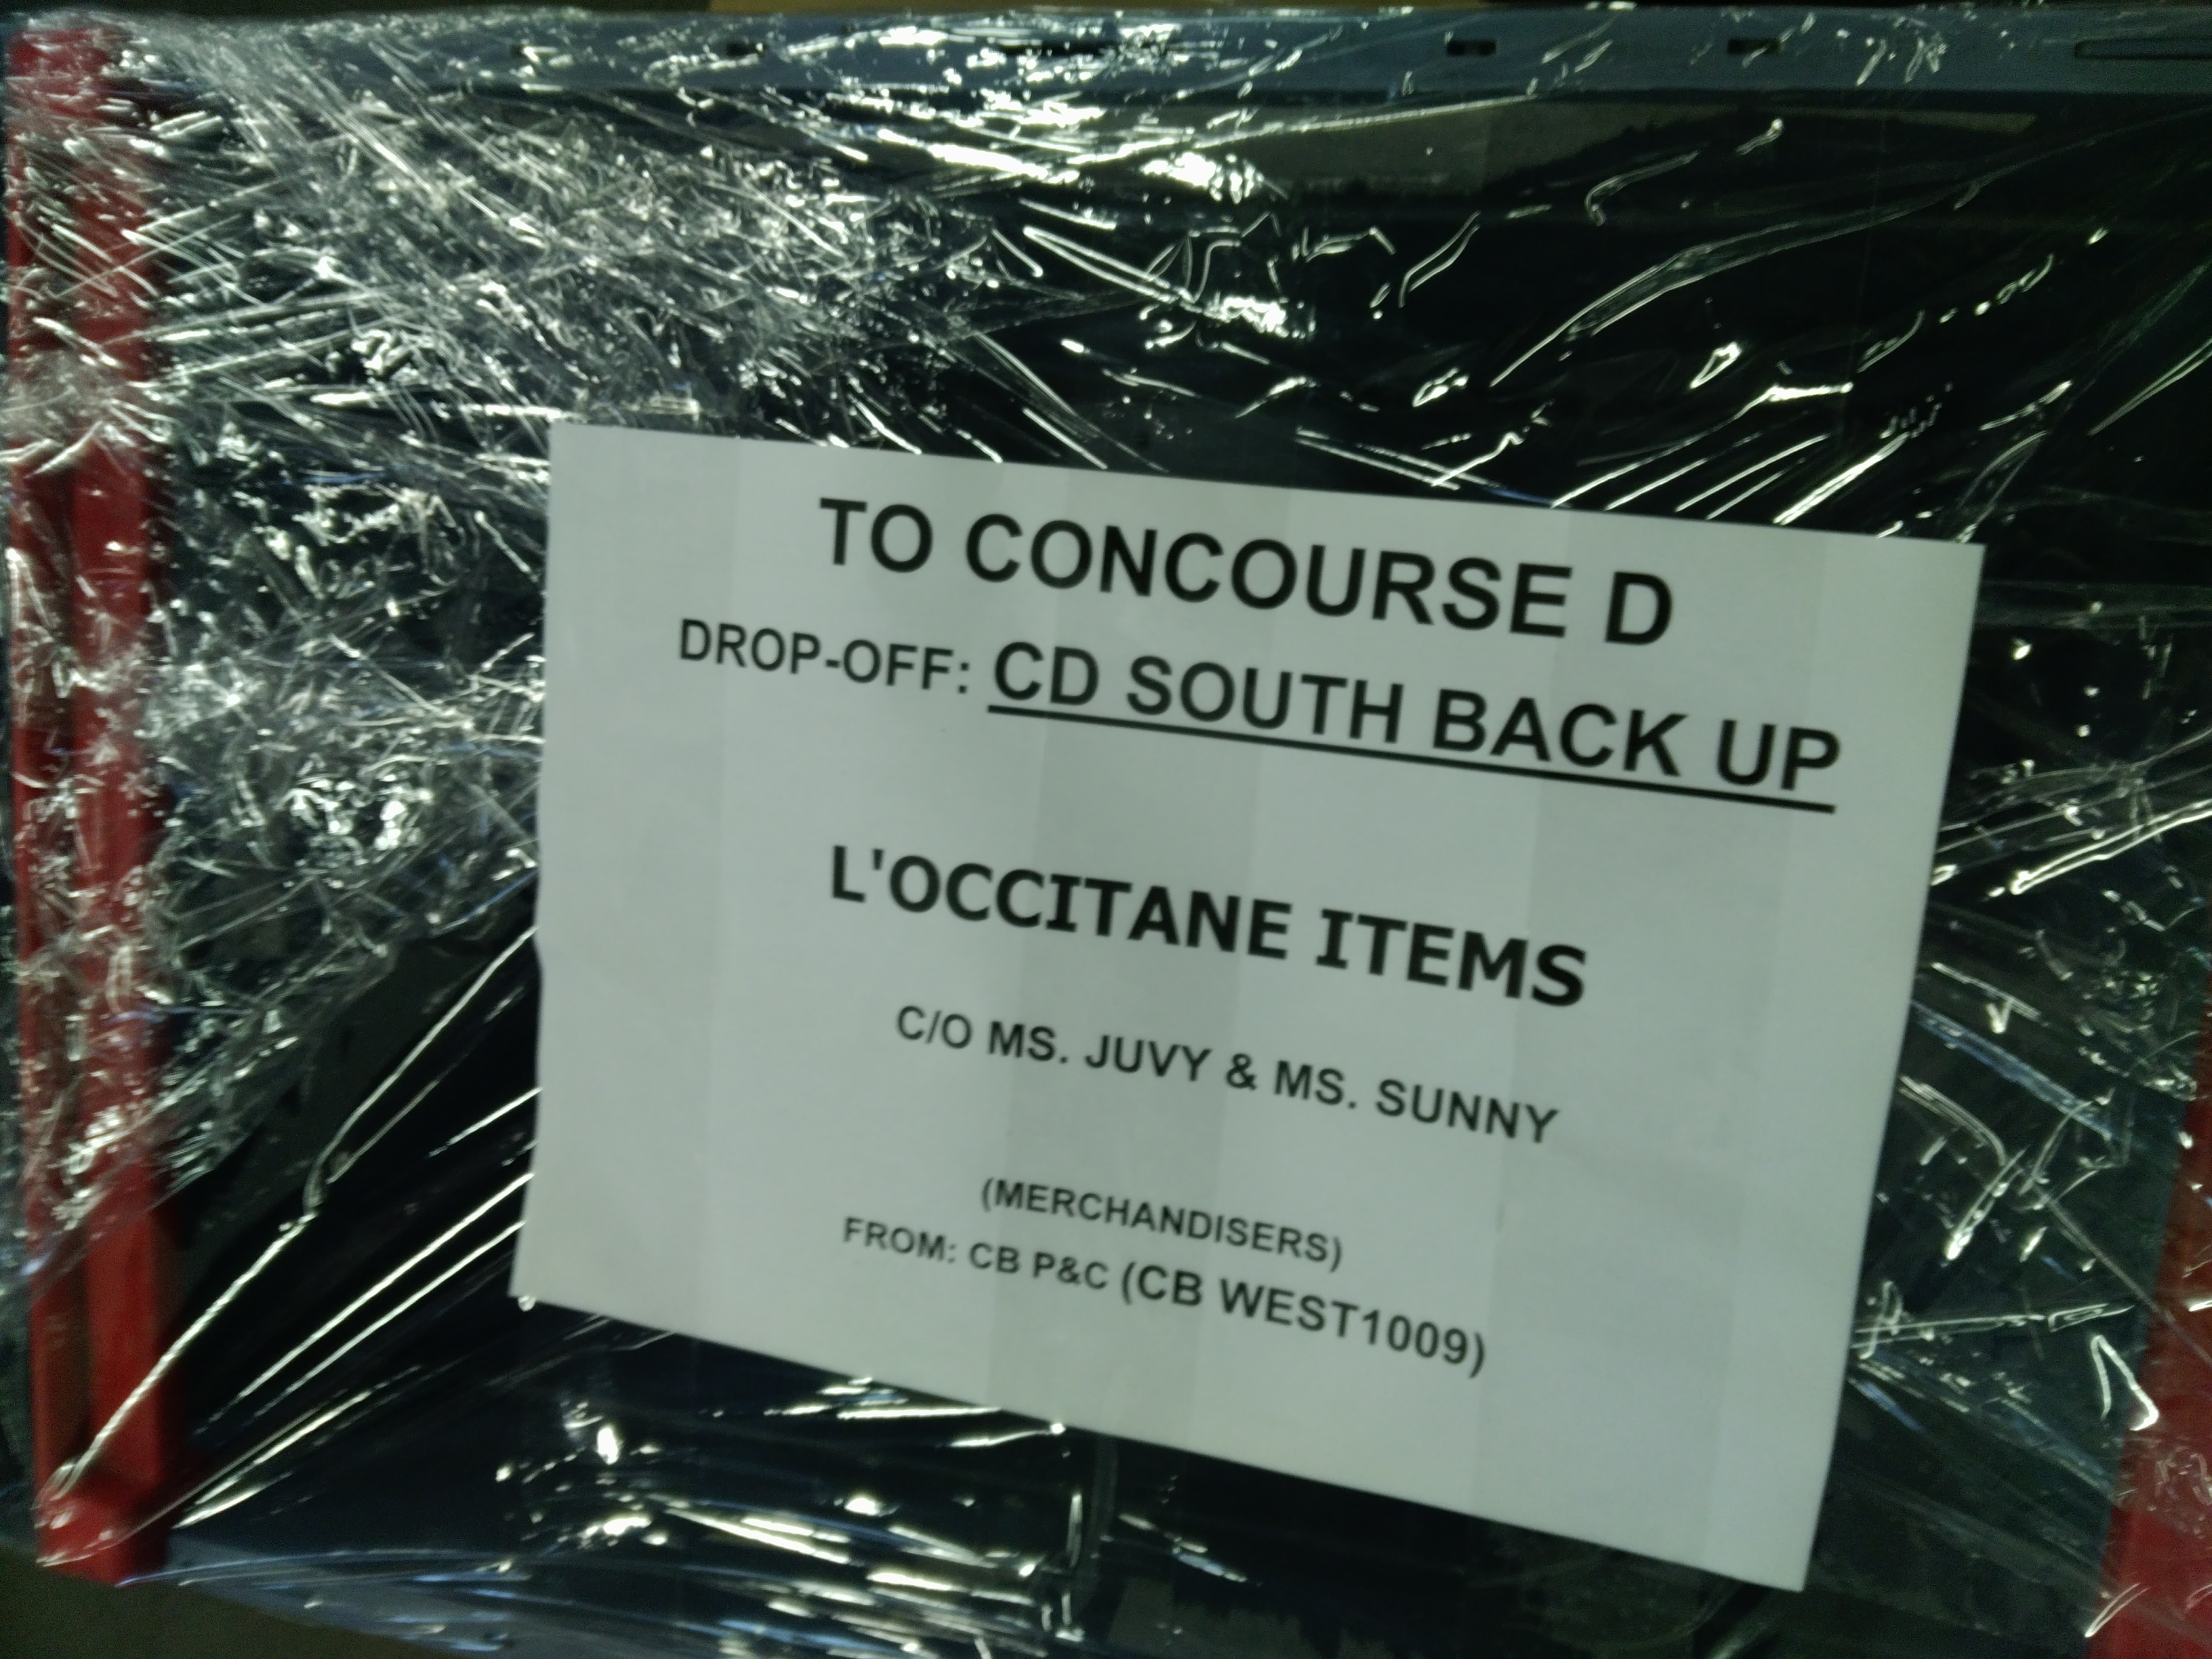 TO CONCOURSE D
DROP-OFF: CD SOUTH BACK UP
L'OCCITANE ITEMS
C/O MS. JUVY & MS. SUNNY
(MERCHANDISERS)
FROM: CB P&C (CB WEST1009)